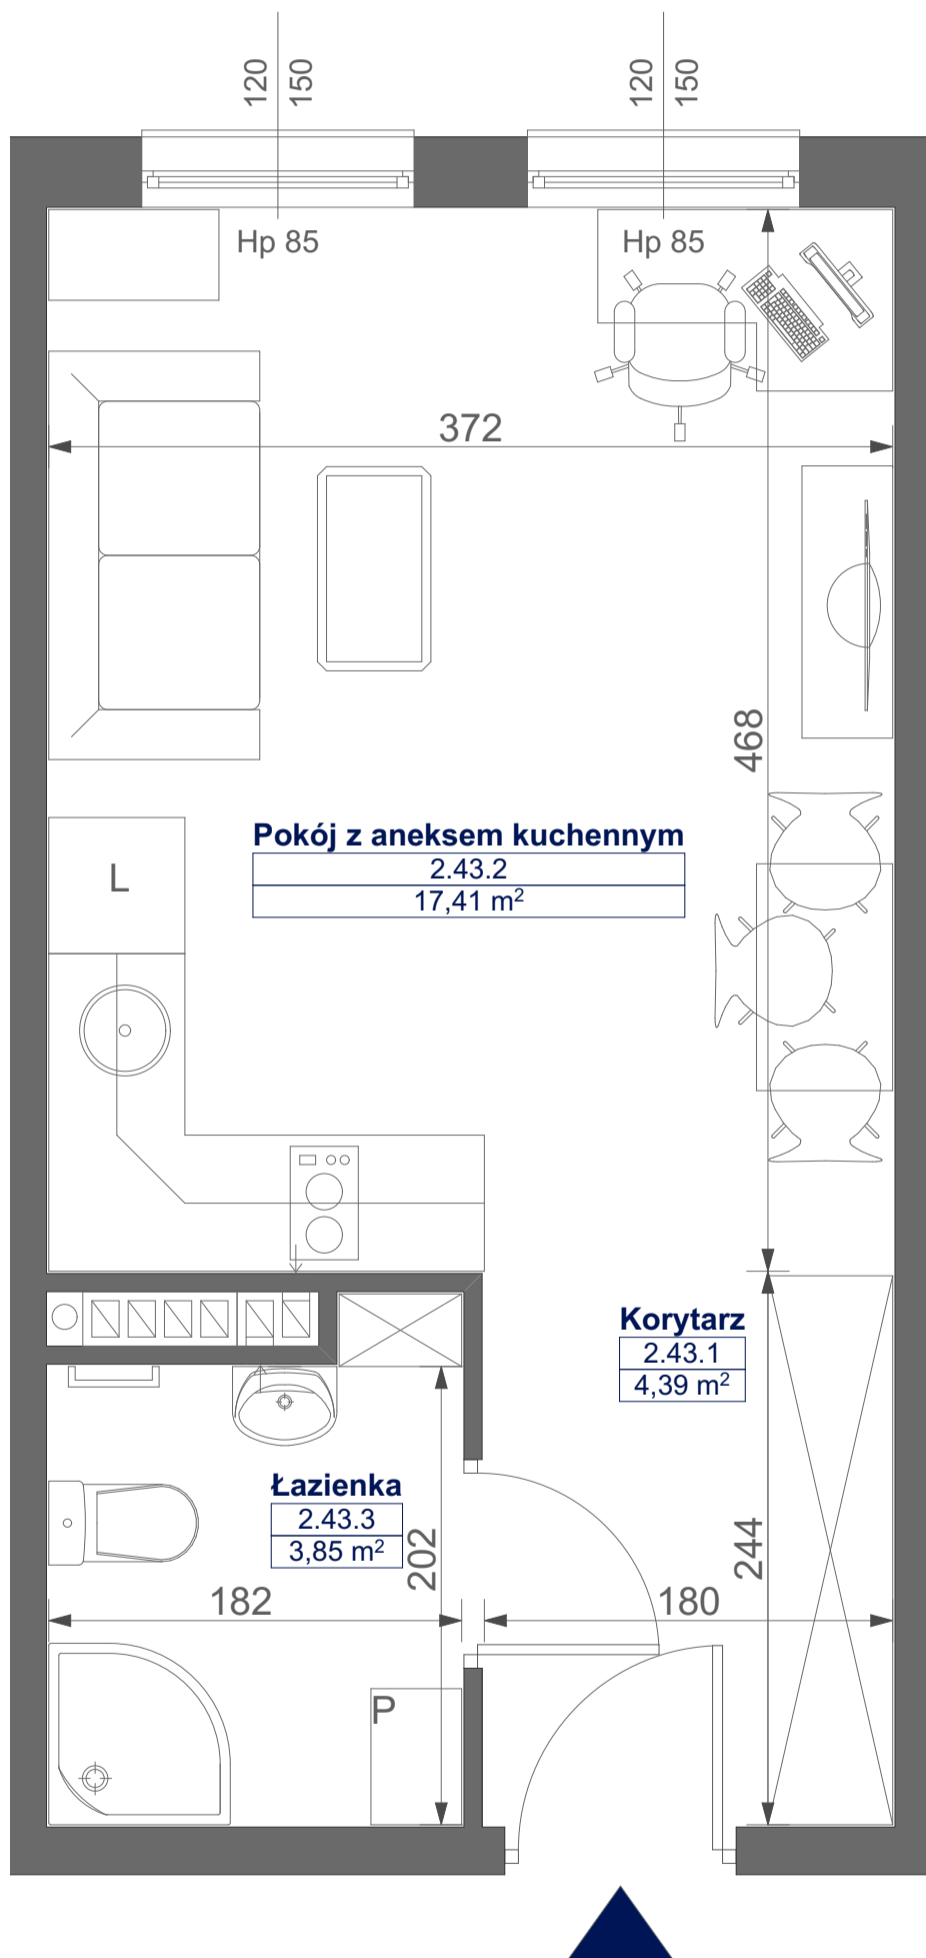 120
150
120
150
Hp 85
Hp 85
372
468
Pokój z aneksem kuchennym
2.43.2
17,41 m²
L
Korytarz
2.43.1
4,39 m²
Łazienka
2.43.3
3,85 m²
202
244
182
180
P